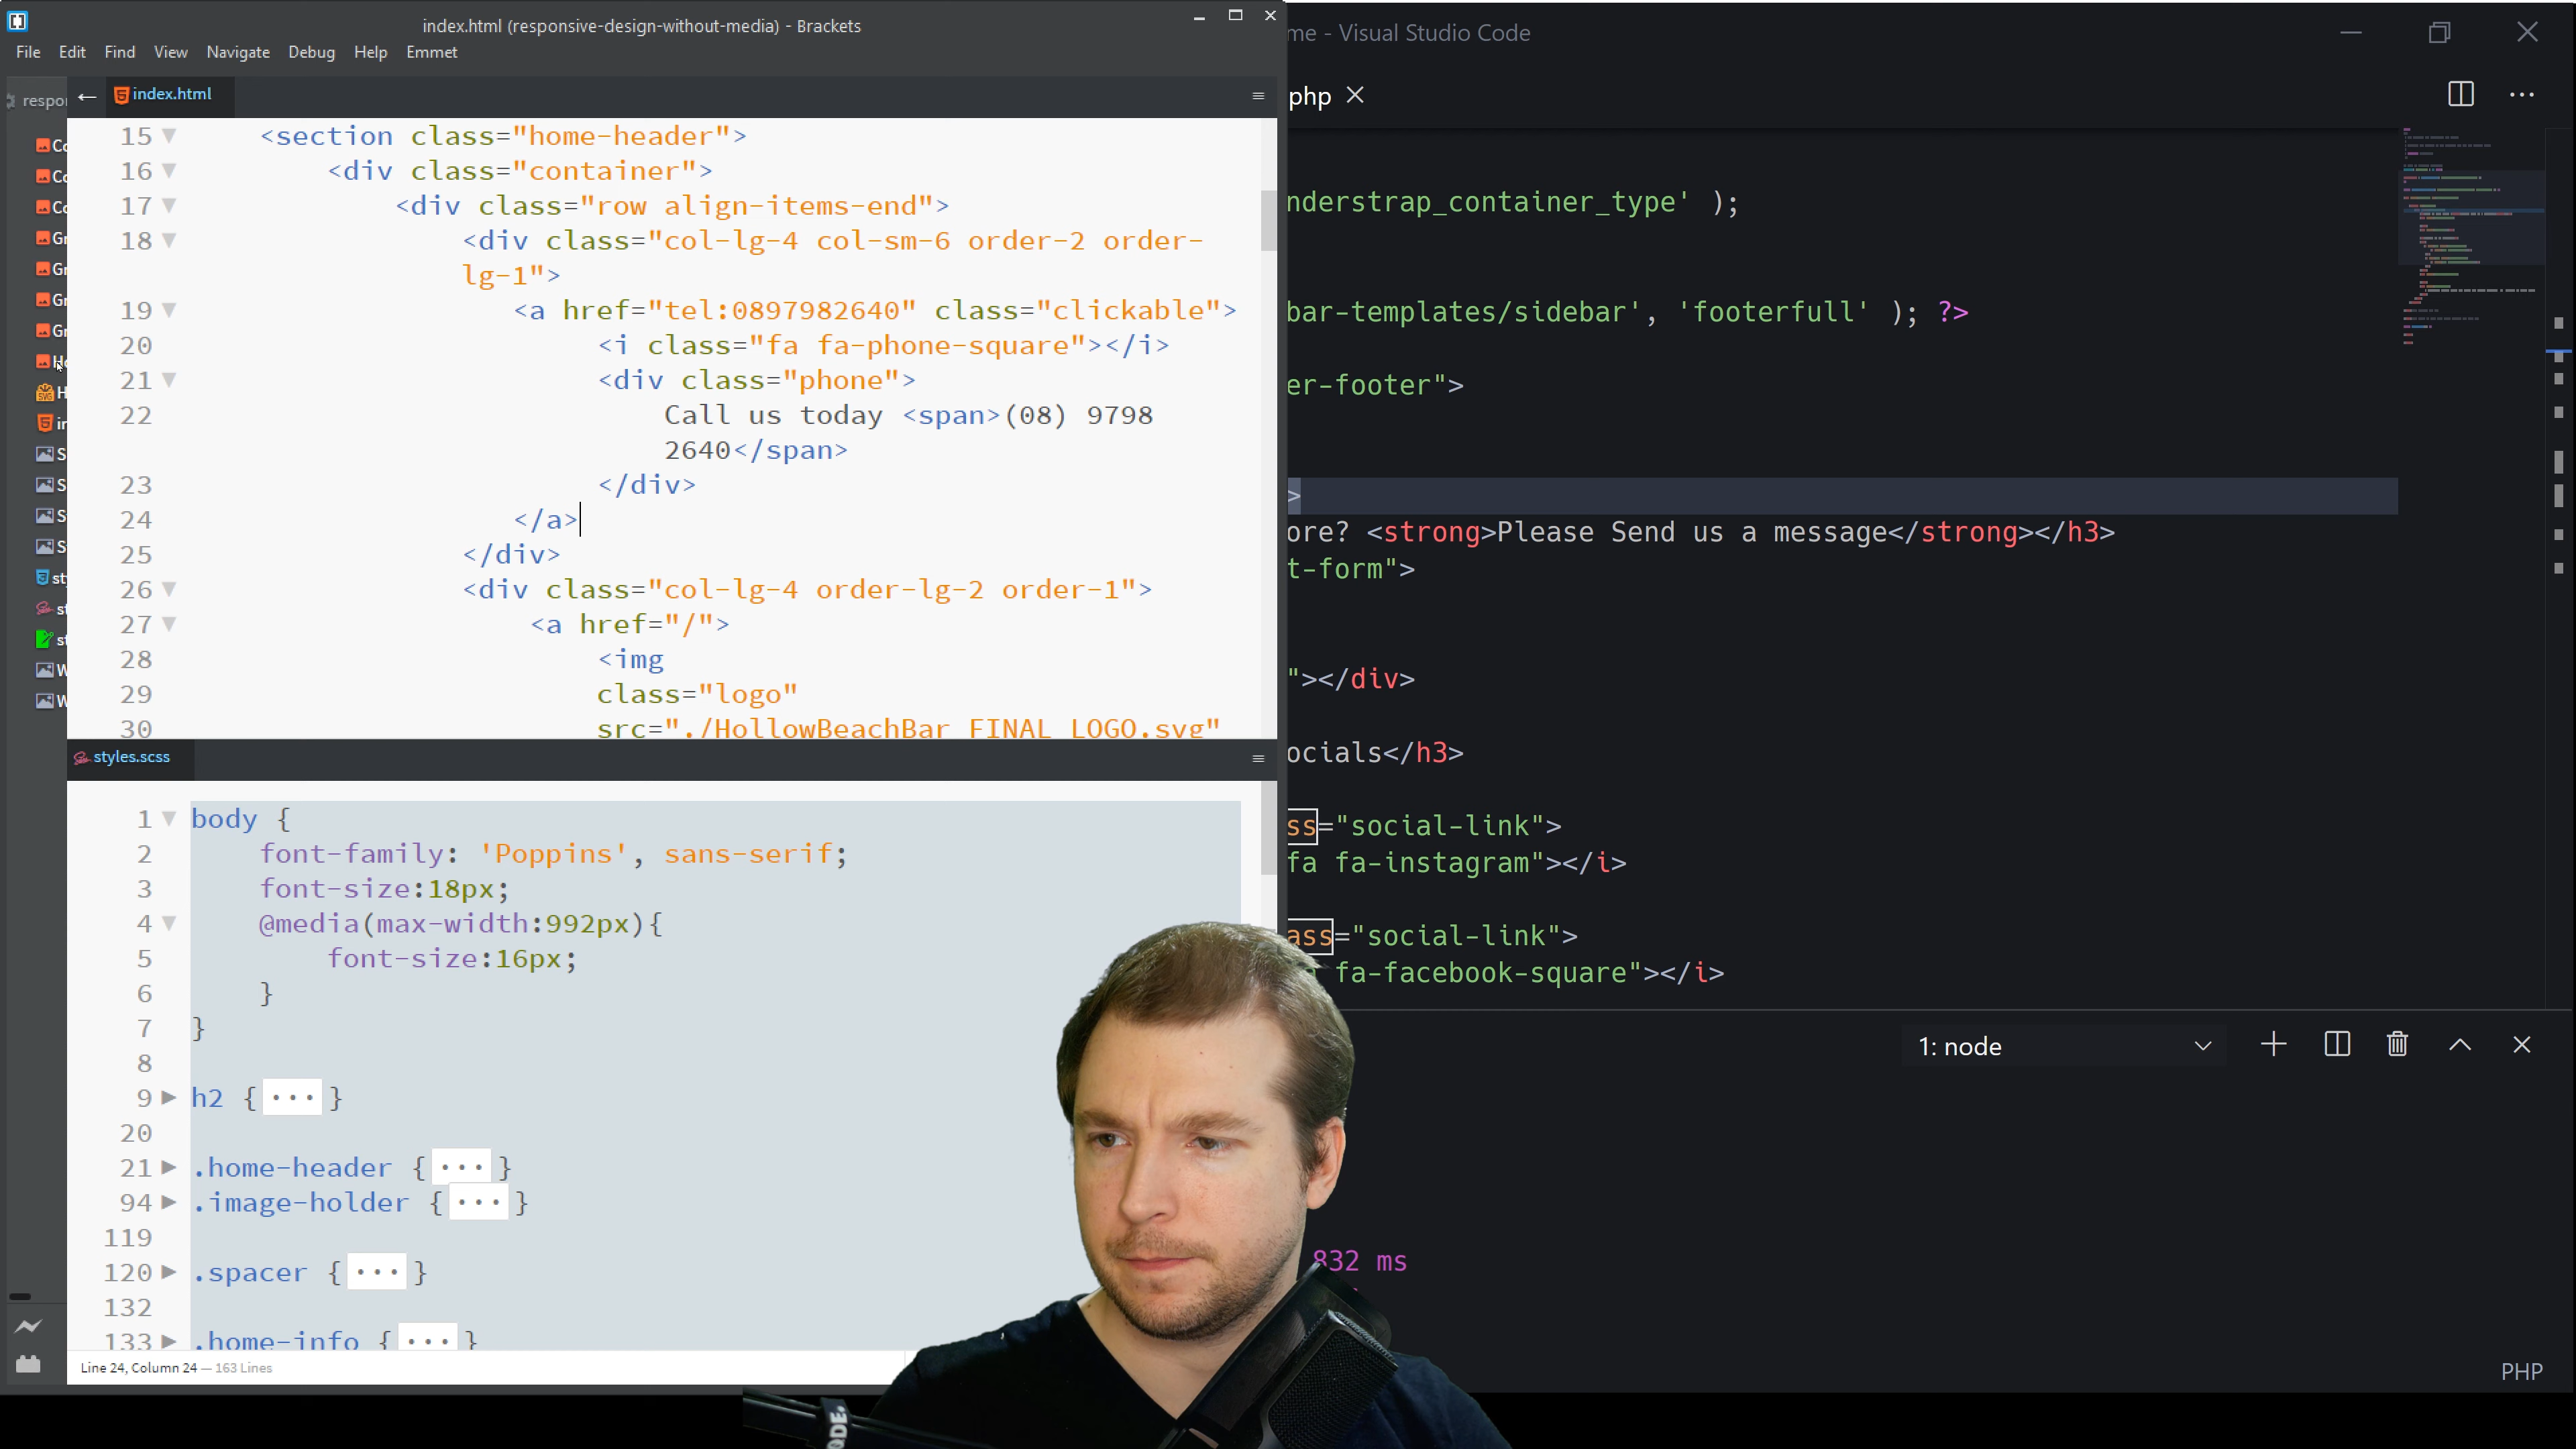 index.html (responsive-design-without-media) - Brackets
File Edit Find View Navigate Debug Help Emmet
index.html
15 <section class="home-header">
16 <div class="container">
17 <div class="row align-items-end">
18 <div class="col-lg-4 col-sm-6 order-2 order-
lg-1">
19 <a href="tel:0897982640" class="clickable">
20 <i class="fa fa-phone-square"></i>
21 <div class="phone">
22 Call us today <span>(08) 9798
2640</span>
23 </div>
24 </a>
25 </div>
26 <div class="col-lg-4 order-lg-2 order-1">
27 <a href="/">
28 <img
29 class="logo"
30 src="./HollowBeachBar FINAL LOGO.svg"
styles.scss
1 body {
2 font-family: 'Poppins', sans-serif;
3 font-size:18px;
4 @media(max-width:992px){
5 font-size:16px;
6 }
7 }
8
9 h2 {...}
20
21 .home-header {...}
94 .image-holder {...}
119
120 .spacer {...}
132
133 .home-info {...}
Line 24, Column 24 — 163 Lines
me - Visual Studio Code
php
nderstrap_container_type' );
bar-templates/sidebar', 'footerfull' ); ?>
er-footer">
>
ore? <strong>Please Send us a message</strong></h3>
t-form">
"></div>
ocials</h3>
ss="social-link">
fa fa-instagram"></i>
ass="social-link">
fa-facebook-square"></i>
1: node
832 ms
PHP